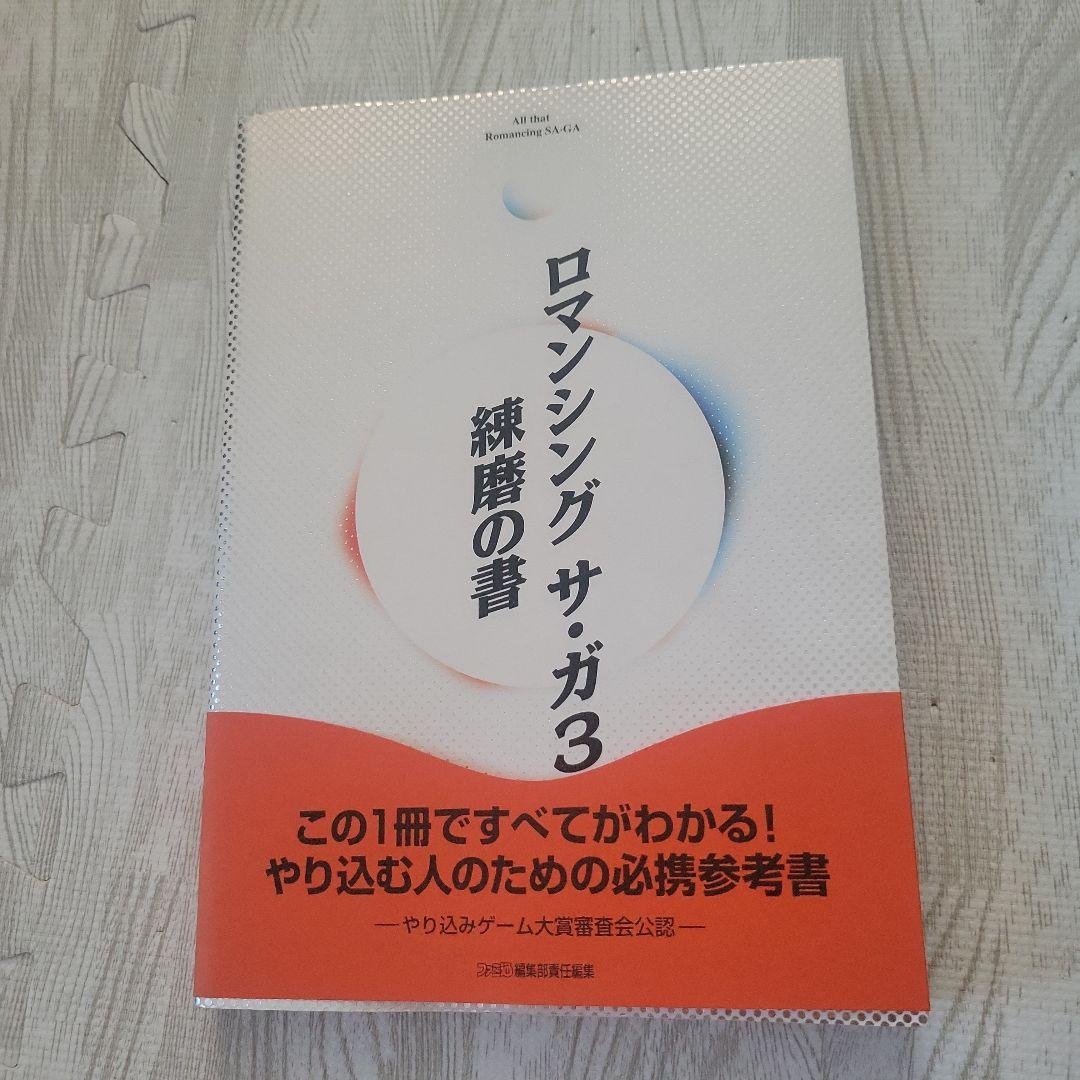 All that
Romancing SA-GA
ロマンシング サ・ガ3
練磨の書
この1冊ですべてがわかる!
やり込む人のための必携参考書
―やり込みゲーム大賞審査会公認―
ファミ通編集部責任編集